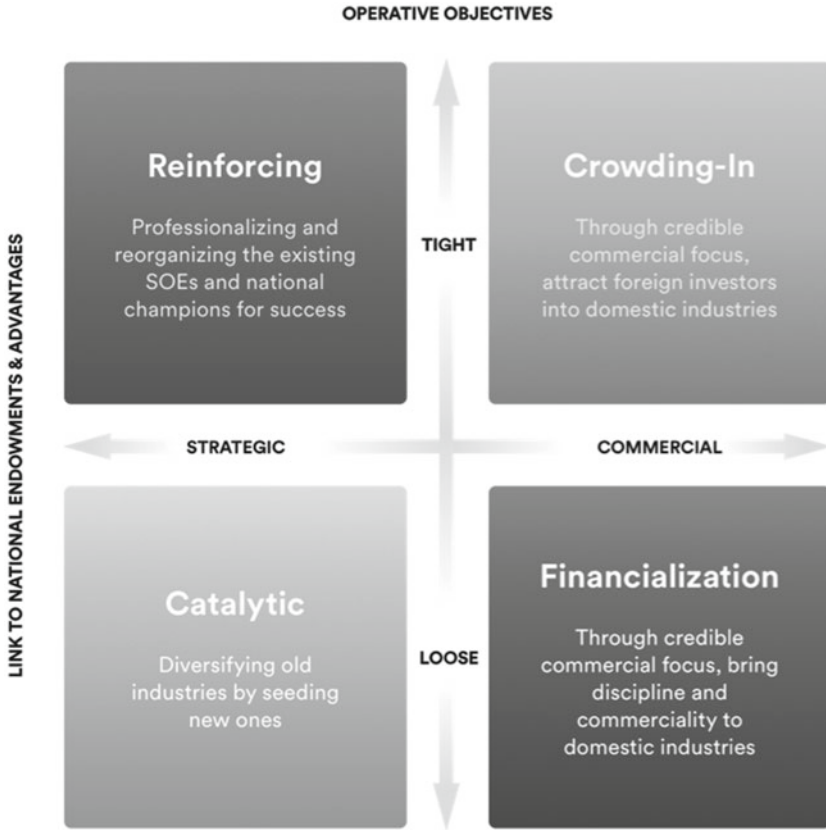 OPERATIVE OBJECTIVES
LINK TO NATIONAL ENDOWMENTS & ADVANTAGES
Reinforcing
Professionalizing and
reorganizing the existing
SOEs and national
champions for success
TIGHT
Crowding-In
Through credible
commercial focus,
attract foreign investors
into domestic industries
STRATEGIC
COMMERCIAL
Catalytic
Diversifying old
industries by seeding
new ones
LOOSE
Financialization
Through credible
commercial focus, bring
discipline and
commerciality to
domestic industries